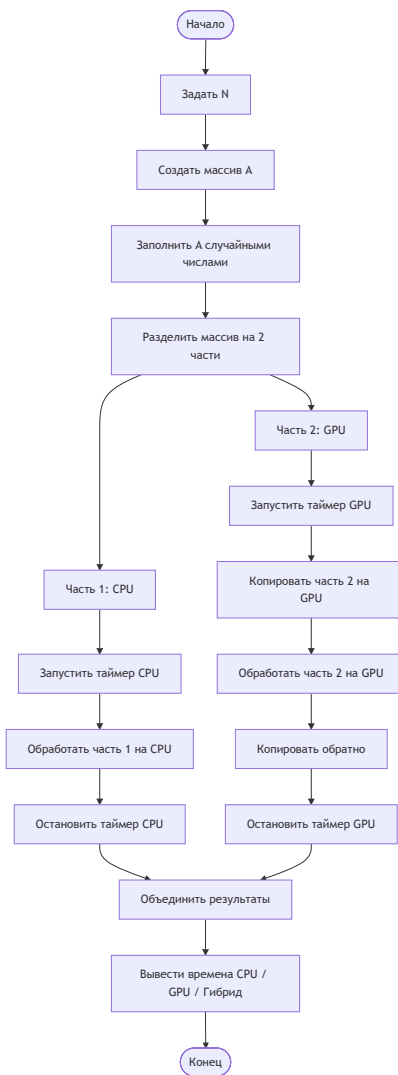 Начало
Задать N
Создать массив A
Заполнить A случайными
числами
Разделить массив на 2
части
Часть 2: GPU
Запустить таймер GPU
Копировать часть 2 на
GPU
Обработать часть 2 на GPU
Копировать обратно
Остановить таймер GPU
Часть 1: CPU
Запустить таймер CPU
Обработать часть 1 на CPU
Остановить таймер CPU
Объединить результаты
Вывести времена CPU /
GPU / Гибрид
Конец